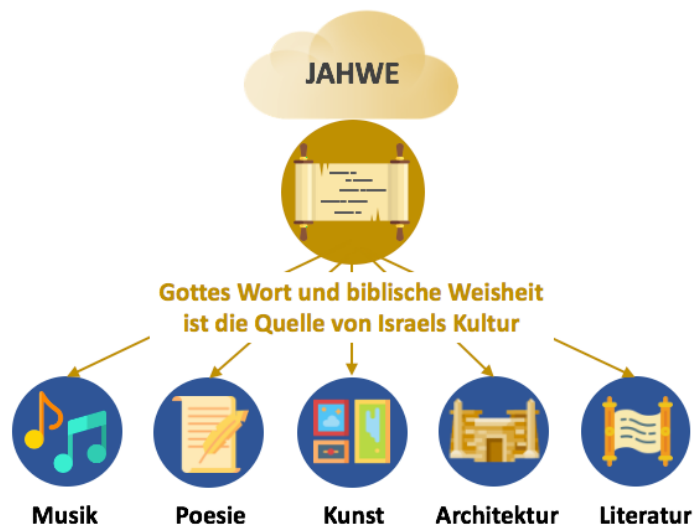 JAHWE
Gottes Wort und biblische Weisheit
ist die Quelle von Israels Kultur
Musik
Poesie
Kunst
Architektur
Literatur